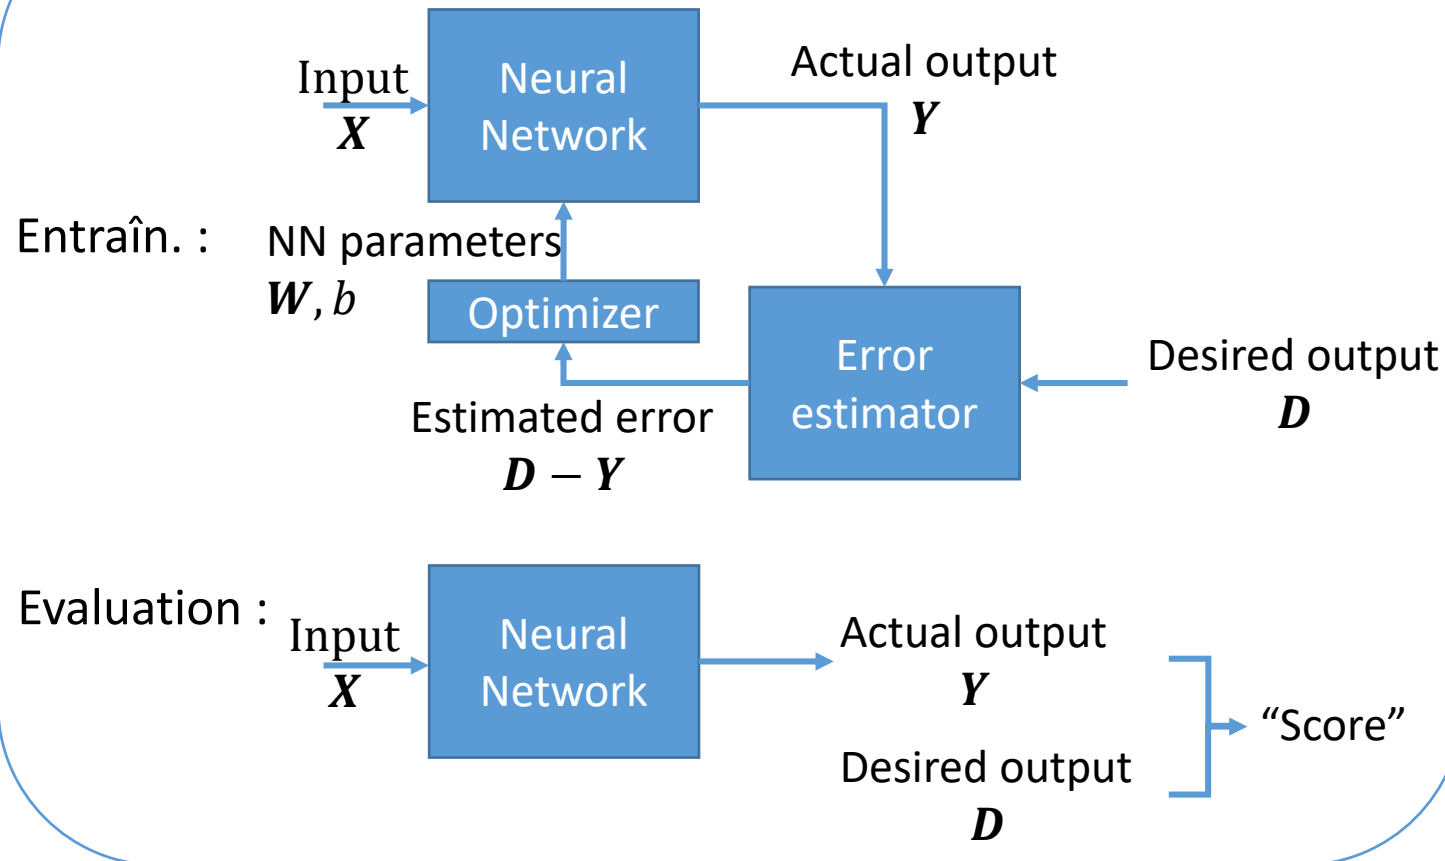 Input
X
Neural
Network
Actual output
Y
Entraîn. :
NN parameters
W, b
Optimizer
Error
estimator
Desired output
D
Estimated error
D − Y
Evaluation :
Input
X
Neural
Network
Actual output
Y
Desired output
D
“Score”